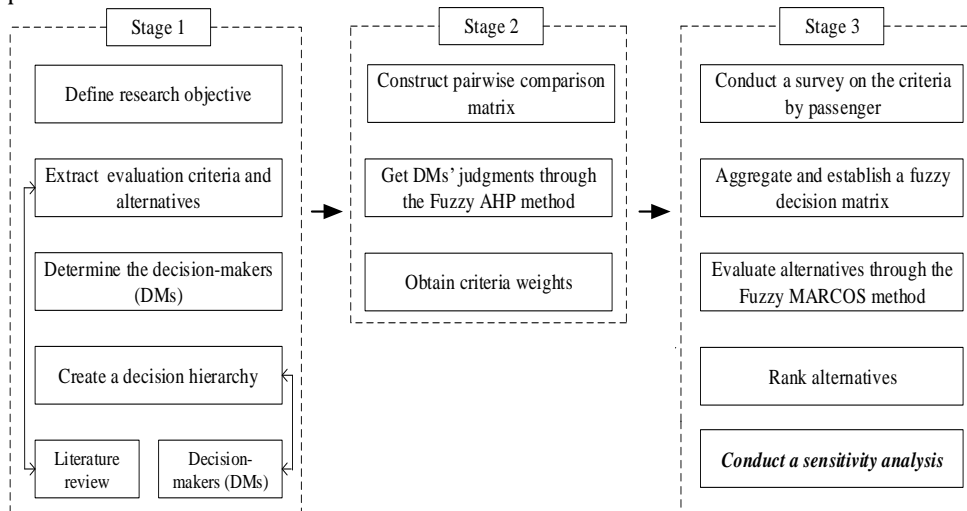 Stage 1
Define research objective
Extract evaluation criteria and
alternatives
Determine the decision-makers
(DMs)
Create a decision hierarchy
Literature
review
Decision-
makers (DMs)
Stage 2
Construct pairwise comparison
matrix
Get DMs' judgments through
the Fuzzy AHP method
Obtain criteria weights
Stage 3
Conduct a survey on the criteria
by passenger
Aggregate and establish a fuzzy
decision matrix
Evaluate alternatives through the
Fuzzy MARCOS method
Rank alternatives
Conduct a sensitivity analysis